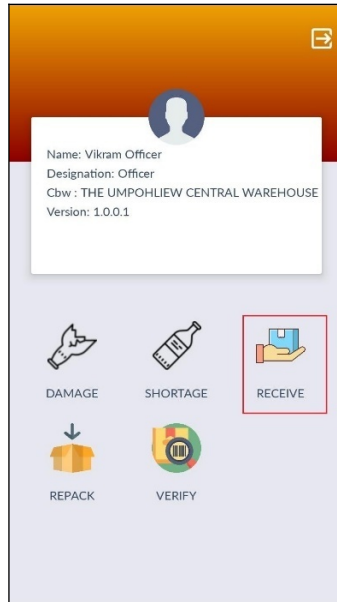 Name: Vikram Officer
Designation: Officer
Cbw : THE UMPOHLIEW CENTRAL WAREHOUSE
Version: 1.0.0.1
DAMAGE SHORTAGE RECEIVE
REPACK VERIFY